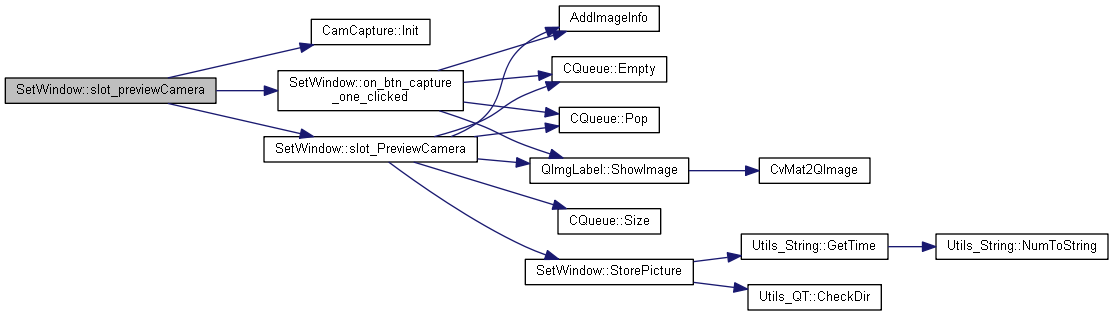 SetWindow::slot_previewCamera
CamCapture::Init
SetWindow::on_btn_capture
_one_clicked
SetWindow::slot_PreviewCamera
AddImageInfo
CQueue::Empty
CQueue::Pop
QImgLabel::ShowImage
CvMat2QImage
CQueue::Size
SetWindow::StorePicture
Utils_String::GetTime
Utils_String::NumToString
Utils_QT::CheckDir